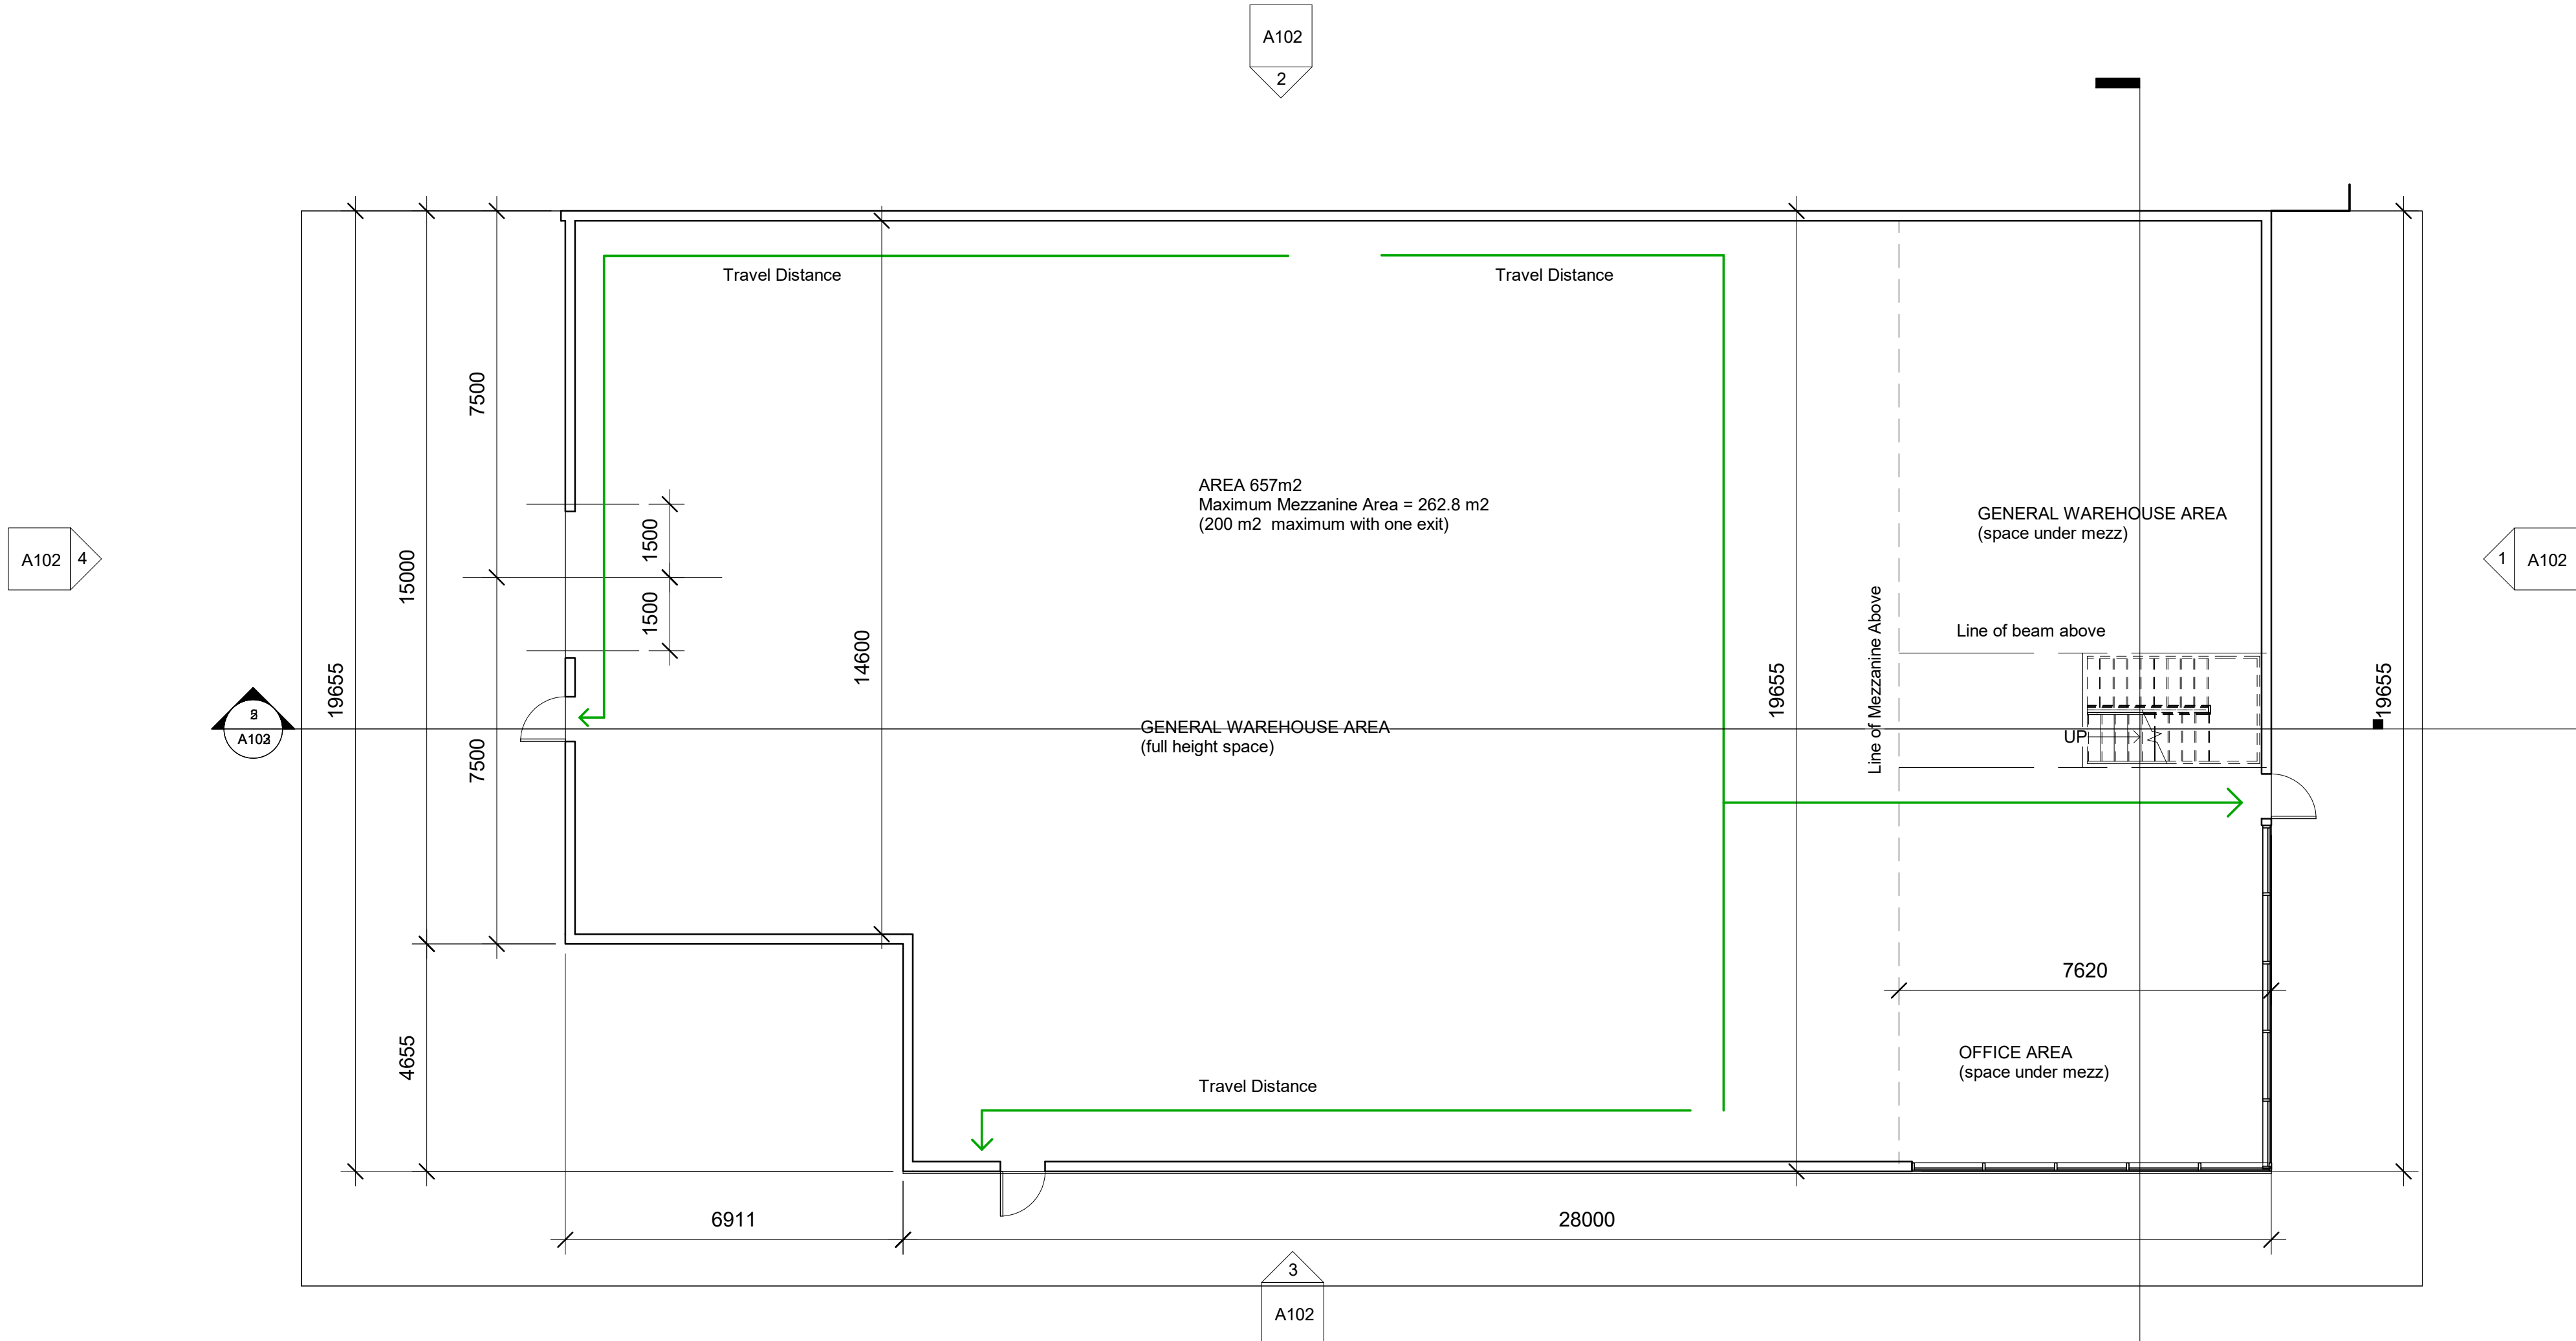 A102
2
Travel Distance
Travel Distance
7500
AREA 657m2
Maximum Mezzanine Area = 262.8 m2
(200 m2  maximum with one exit)
GENERAL WAREHOUSE AREA
(space under mezz)
1500
15000
A102
4
1
A102
1500
Line of beam above
14600
19655
19655
Line of Mezzanine Above
19655
A102
GENERAL WAREHOUSE AREA
(full height space)
UP
7500
7620
4655
OFFICE AREA
(space under mezz)
Travel Distance
6911
28000
3
A102